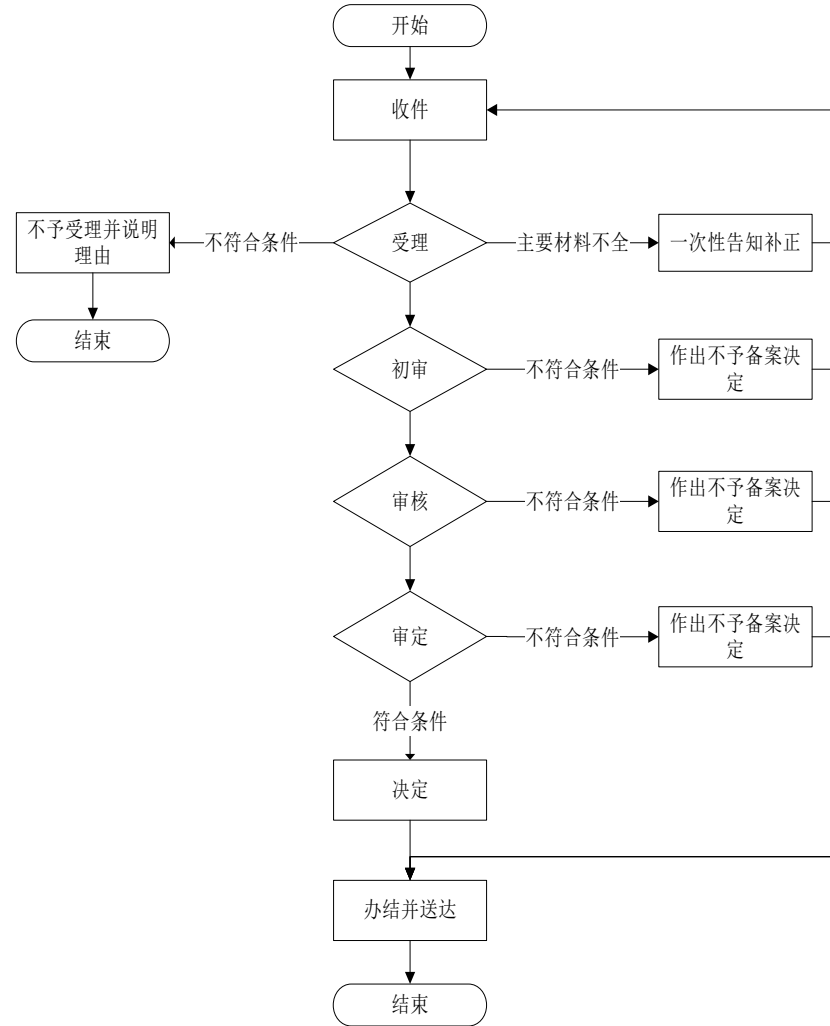 开始
收件
不予受理并说明
理由
不符合条件
受理
主要材料不全
一次性告知补正
结束
初审
不符合条件
作出不予备案决
定
审核
不符合条件
作出不予备案决
定
审定
不符合条件
作出不予备案决
定
符合条件
决定
办结并送达
结束